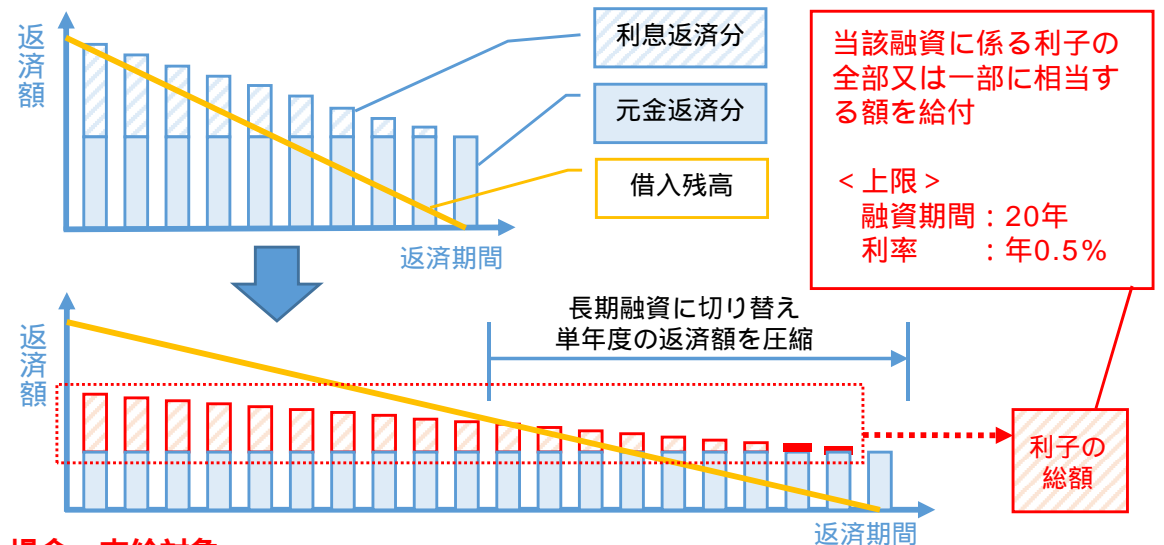 返済額
利息返済分
元金返済分
借入残高
返済期間
当該融資に係る利子の
全部又は一部に相当す
る額を給付
＜上限＞
融資期間：20年
利率　　：年0.5%
長期融資に切り替え
単年度の返済額を圧縮
返済額
利子の
総額
返済期間